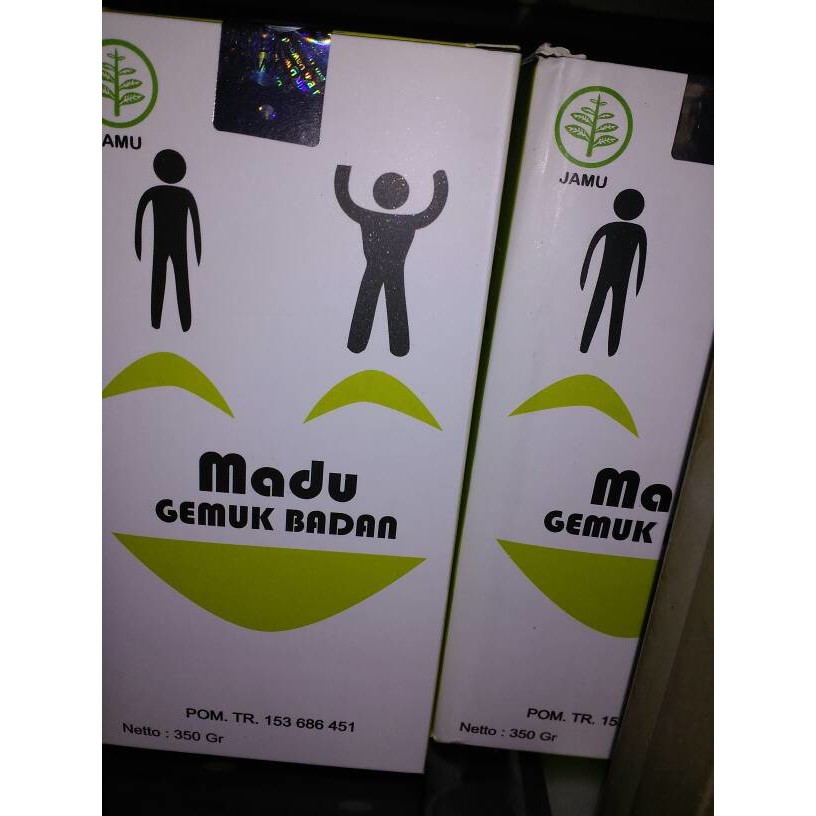 AMU
Madu
GEMUK BADAN
POM. TR. 153 686 451
Netto : 350 Gr
JAMU
Ma
GEMUK
POM. TR. 15
Netto : 350 Gr